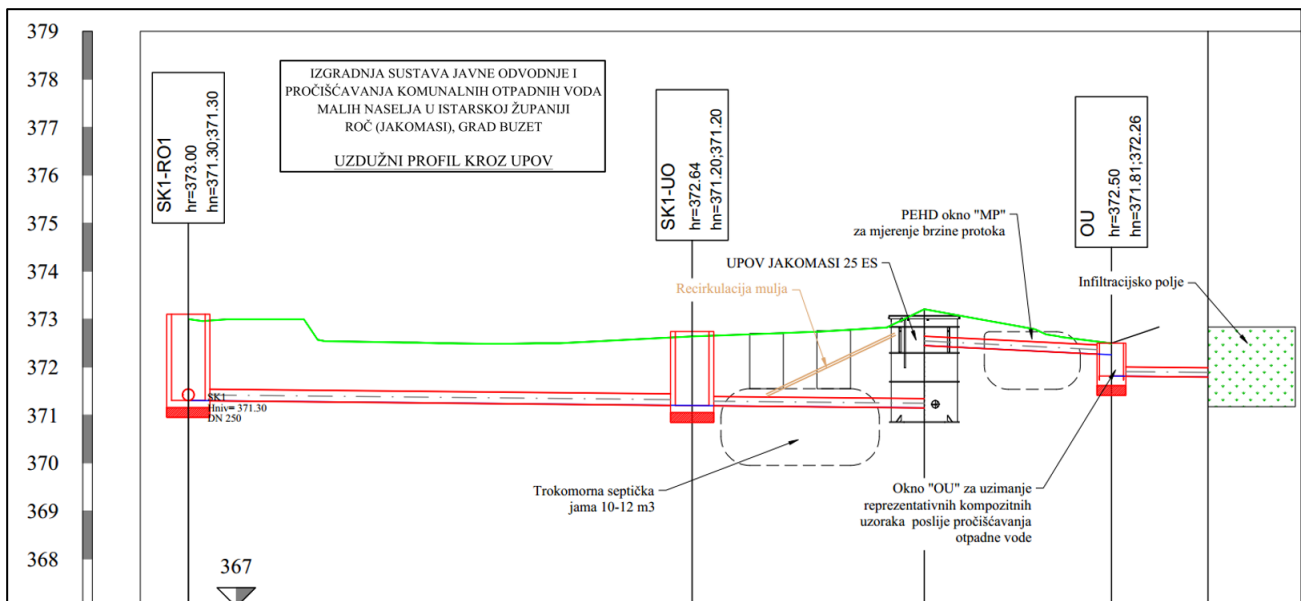 379
378
377
376
375
374
373
372
371
370
369
368
367
SK1-RO1
hr=373.00
hn=371.30;371.30
IZGRADNJA SUSTAVA JAVNE ODVODNJE I
PROČIŠĆAVANJA KOMUNALNIH OTPADNIH VODA
MALIH NASELJA U ISTARSKOJ ŽUPANIJI
ROČ (JAKOMASI), GRAD BUZET
UZDUŽNI PROFIL KROZ UPOV
SK1-UO
hr=372.64
hn=371.20;371.20
OU
hr=372.50
hn=371.81;372.26
PEHD okno "MP"
za mjerenje brzine protoka
UPOV JAKOMASI 25 ES
Recirkulacija mulja
Infiltracijsko polje
SK1
Hniv= 371.30
DN 250
Trokomorna septička
jama 10-12 m3
Okno "OU" za uzimanje
reprezentativnih kompozitnih
uzoraka poslije pročišćavanja
otpadne vode